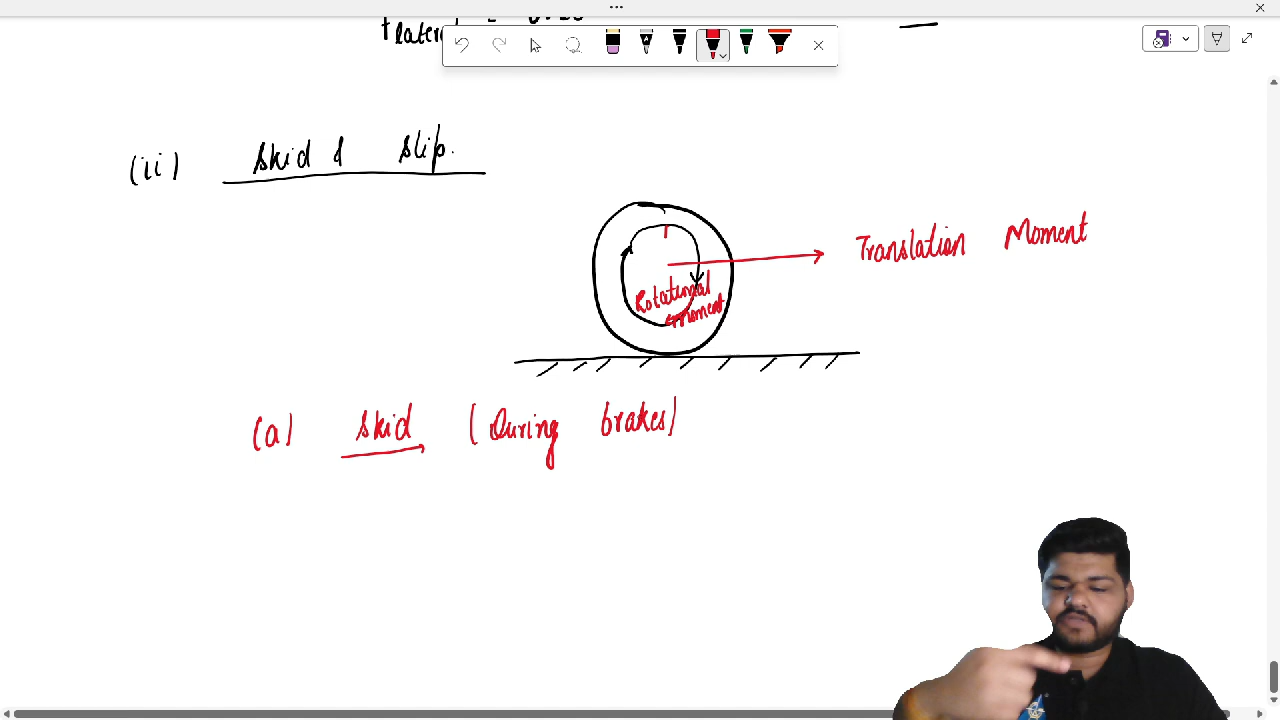 (ii) Skid & Slip.
Translation Moment
Rotational
moment
(a) Skid (During brakes)